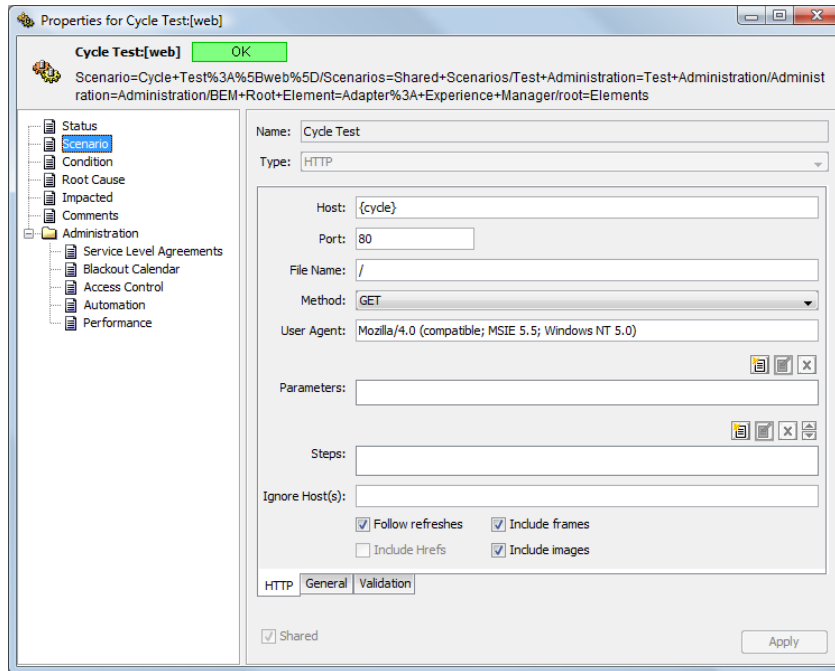 Properties for Cycle Test:[web]
Cycle Test:[web]
OK
Scenario=Cycle+Test%3A%5Bweb%5D/Scenarios=Shared+Scenarios/Test+Administration=Test+Administration/Administ
ration=Administration/BEM+Root+Element=Adapter%3A+Experience+Manager/root=Elements
Status
Scenario
Condition
Root Cause
Impacted
Comments
Administration
Service Level Agreements
Blackout Calendar
Access Control
Automation
Performance
Name: Cycle Test
Type: HTTP
Host: {cycle}
Port: 80
File Name: /
Method: GET
User Agent: Mozilla/4.0 (compatible; MSIE 5.5; Windows NT 5.0)
Parameters:
Steps:
Ignore Host(s):
Follow refreshes Include frames
Include Hrefs Include images
HTTP General Validation
Shared
Apply